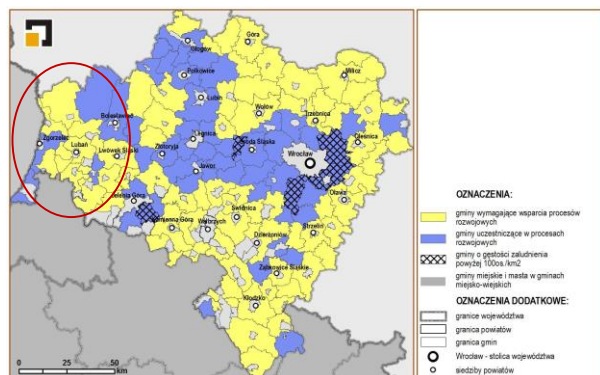 Głogów
Góra
Polkowice
Milicz
Lubin
Wołów
Bolesławiec
Trzebnica
Zgorzelec
Legnica
Środa Śląska
Oleśnica
Lubań
Lwówek Śląski
Złotoryja
Wrocław
Jawor
Jelenia Góra
Oława
Kamienna Góra
Wałbrzych
Świdnica
Strzelin
Dzierżoniów
Ząbkowice Śląskie
Kłodzko
0
12,5
25
50
km
OZNACZENIA:
gminy wymagające wsparcia procesów
rozwojowych
gminy uczestniczące w procesach
rozwojowych
gminy o gęstości zaludnienia
powyżej 100os./km2
gminy miejskie i masta w gminach
miejsko-wiejskich
OZNACZENIA DODATKOWE:
granice województwa
granica powiatów
granica gmin
Wrocław - stolica województwa
siedziby powiatów